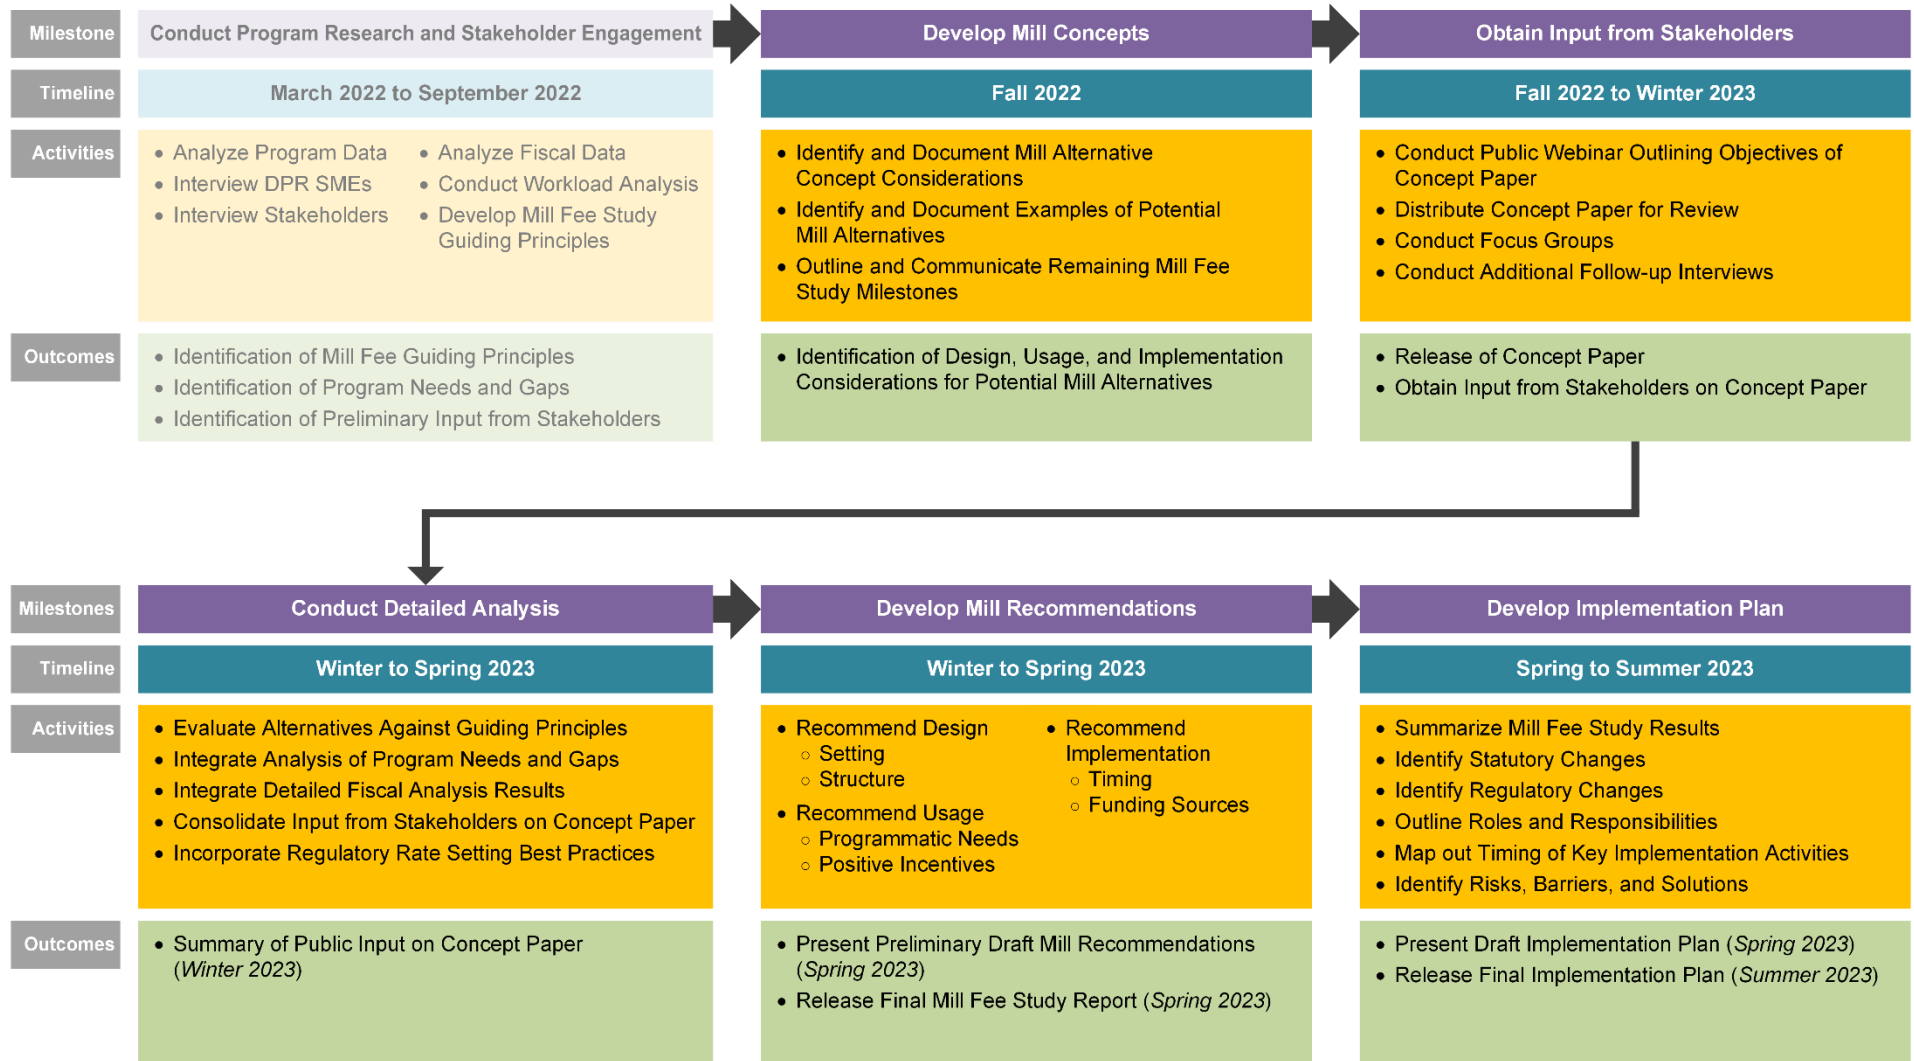 Milestone
Conduct Program Research and Stakeholder Engagement
Develop Mill Concepts
Obtain Input from Stakeholders
Timeline
March 2022 to September 2022
Fall 2022
Fall 2022 to Winter 2023
Activities
• Analyze Program Data
• Interview DPR SMEs
• Interview Stakeholders
• Analyze Fiscal Data
• Conduct Workload Analysis
• Develop Mill Fee Study
Guiding Principles
• Identify and Document Mill Alternative
Concept Considerations
• Identify and Document Examples of Potential
Mill Alternatives
• Outline and Communicate Remaining Mill Fee
Study Milestones
• Conduct Public Webinar Outlining Objectives of
Concept Paper
• Distribute Concept Paper for Review
• Conduct Focus Groups
• Conduct Additional Follow-up Interviews
Outcomes
• Identification of Mill Fee Guiding Principles
• Identification of Program Needs and Gaps
• Identification of Preliminary Input from Stakeholders
• Identification of Design, Usage, and Implementation
Considerations for Potential Mill Alternatives
• Release of Concept Paper
• Obtain Input from Stakeholders on Concept Paper
Milestones
Conduct Detailed Analysis
Develop Mill Recommendations
Develop Implementation Plan
Timeline
Winter to Spring 2023
Winter to Spring 2023
Spring to Summer 2023
Activities
• Evaluate Alternatives Against Guiding Principles
• Integrate Analysis of Program Needs and Gaps
• Integrate Detailed Fiscal Analysis Results
• Consolidate Input from Stakeholders on Concept Paper
• Incorporate Regulatory Rate Setting Best Practices
• Recommend Design
○ Setting
○ Structure
• Recommend Usage
○ Programmatic Needs
○ Positive Incentives
• Recommend
Implementation
○ Timing
○ Funding Sources
• Summarize Mill Fee Study Results
• Identify Statutory Changes
• Identify Regulatory Changes
• Outline Roles and Responsibilities
• Map out Timing of Key Implementation Activities
• Identify Risks, Barriers, and Solutions
Outcomes
• Summary of Public Input on Concept Paper
(Winter 2023)
• Present Preliminary Draft Mill Recommendations
(Spring 2023)
• Release Final Mill Fee Study Report (Spring 2023)
• Present Draft Implementation Plan (Spring 2023)
• Release Final Implementation Plan (Summer 2023)